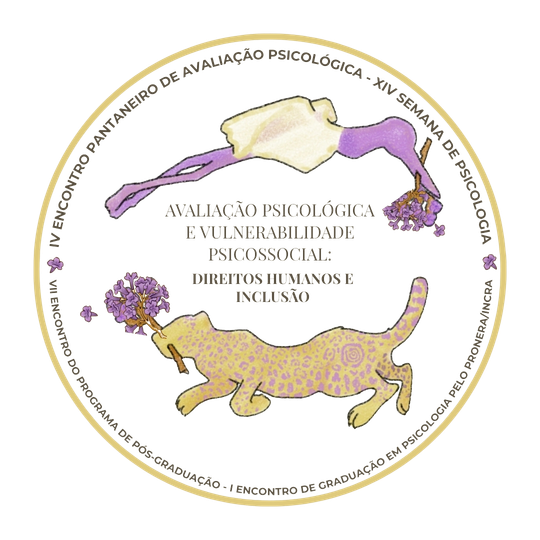 IV ENCONTRO PANTANEIRO DE AVALIAÇÃO PSICOLÓGICA - XIV SEMANA DE PSICOLOGIA
AVALIAÇÃO PSICOLÓGICA
E VULNERABILIDADE
PSICOSSOCIAL:
DIREITOS HUMANOS E
INCLUSÃO
VII ENCONTRO DO PROGRAMA DE PÓS-GRADUAÇÃO - I ENCONTRO DE GRADUAÇÃO EM PSICOLOGIA PELO PRONERA/INCRA